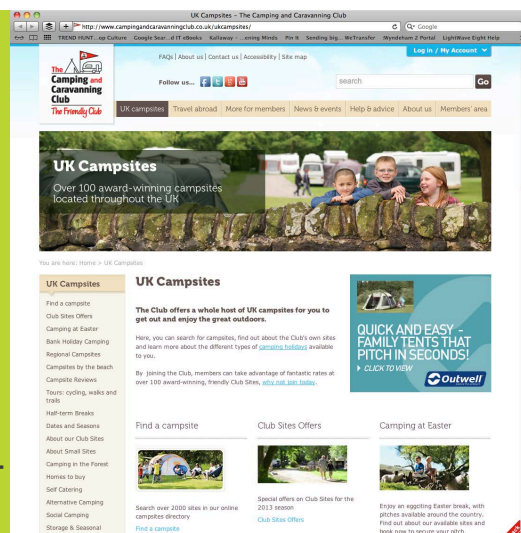 UK Campsites – The Camping and Caravanning Club
http://www.campingandcaravanningclub.co.uk/ukcampsites/
Google
TREND HUNT...op Culture Google Sear...d IT eBooks Kallaway - ...ening Minds Pin It Sending big... WeTransfer Wyndeham Z Portal LightWave Eight Help
The
Camping and
Caravanning
Club
The Friendly Club
FAQs | About us | Contact us | Accessibility | Site map
Log in / My Account
Follow us...
search
Go
UK campsites Travel abroad More for members News & events Help & advice About us Members' area
UK Campsites
Over 100 award-winning campsites
located throughout the UK
You are here: Home > UK Campsites
UK Campsites
Find a campsite
Club Sites Offers
Camping at Easter
Bank Holiday Camping
Regional Campsites
Campsites by the beach
Campsite Reviews
Tours: cycling, walks and
trails
Half-term Breaks
Dates and Seasons
About our Club Sites
About Small Sites
Camping in the Forest
Homes to buy
Self Catering
Alternative Camping
Social Camping
Storage & Seasonal
UK Campsites
The Club offers a whole host of UK campsites for you to
get out and enjoy the great outdoors.
Here, you can search for campsites, find out about the Club's own sites
and learn more about the different types of camping holidays available
to you.
By joining the Club, members can take advantage of fantastic rates at
over 100 award-winning, friendly Club Sites, why not join today.
QUICK AND EASY -
FAMILY TENTS THAT
PITCH IN SECONDS!
CLICK TO VIEW
Outwell
Find a campsite
Search over 2000 sites in our online
campsites directory
Find a campsite
Club Sites Offers
Special offers on Club Sites for the
2013 season
Club Sites Offers
Camping at Easter
Enjoy an eggciting Easter break, with
pitches available around the country.
Find out about our available sites and
book now to secure your pitch